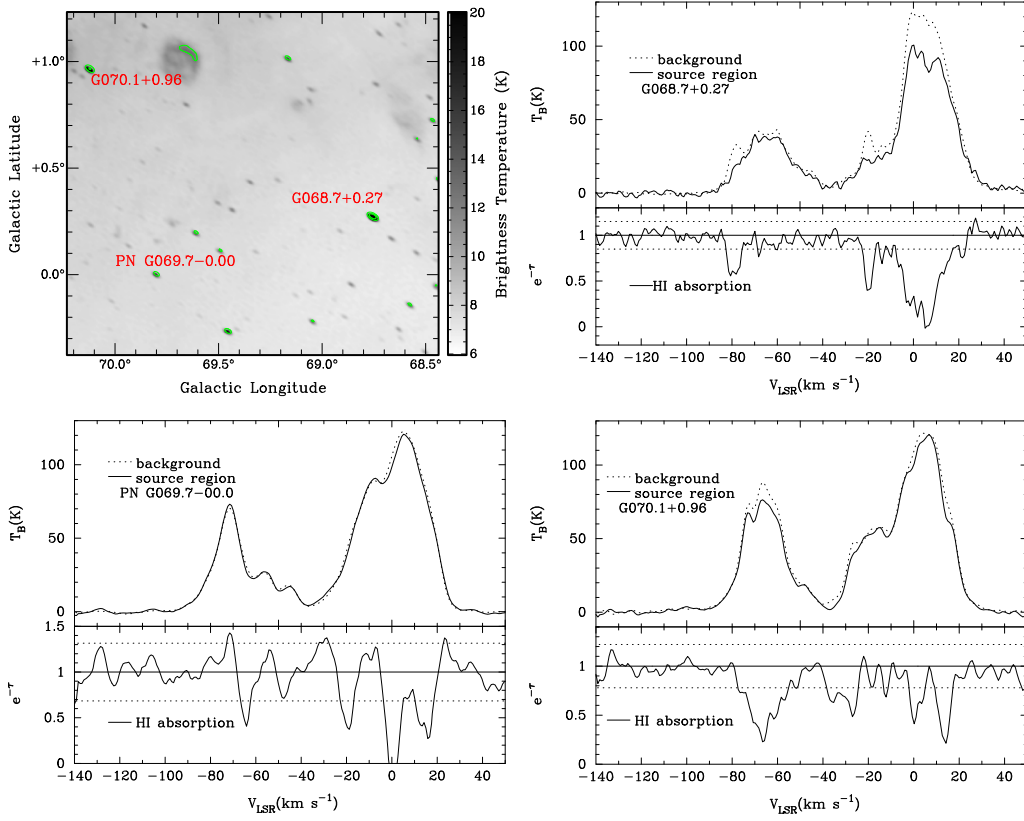 +1.0°
+0.5°
0.0°
Galactic Latitude
G070.1+0.96
G068.7+0.27
PN G069.7−0.00
70.0°
69.5°
69.0°
68.5°
Galactic Longitude
20
18
16
14
12
10
8
6
Brightness Temperature (K)
100
50
0
T_B(K)
background
source region
G068.7+0.27
1
0.5
0
e^−τ
HI absorption
−140 −120 −100 −80 −60 −40 −20 0 20 40
V_LSR(km s^−1)
100
50
0
T_B(K)
background
source region
PN G069.7−00.0
1.5
1
0.5
0
e^−τ
HI absorption
−140 −120 −100 −80 −60 −40 −20 0 20 40
V_LSR(km s^−1)
100
50
0
T_B(K)
background
source region
G070.1+0.96
1
0.5
0
e^−τ
HI absorption
−140 −120 −100 −80 −60 −40 −20 0 20 40
V_LSR(km s^−1)